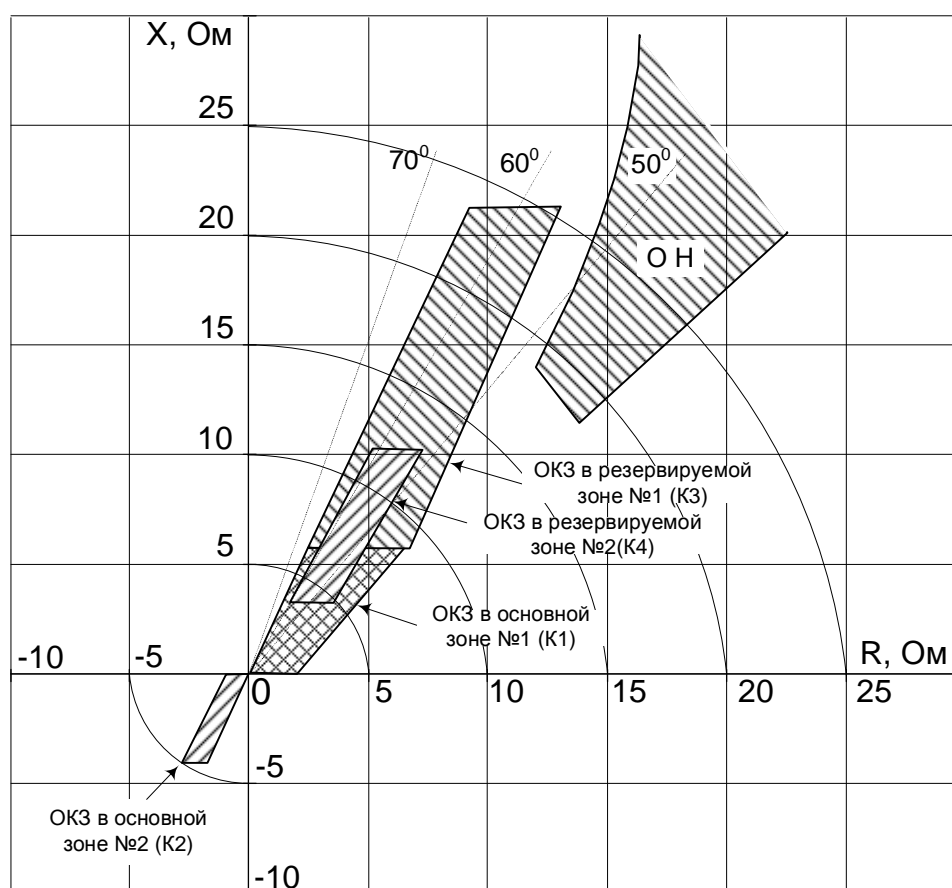 X, Ом
25
70⁰
60⁰
50⁰
20
О Н
15
10
ОКЗ в резервируемой
зоне №1 (К3)
ОКЗ в резервируемой
зоне №2(К4)
5
ОКЗ в основной
зоне №1 (К1)
-10
-5
R, Ом
0
5
10
15
20
25
-5
ОКЗ в основной
зоне №2 (К2)
-10